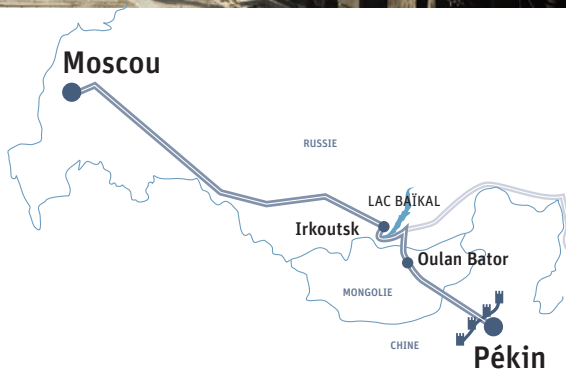 Moscou
RUSSIE
LAC BAÏKAL
Irkoutsk
Oulan Bator
MONGOLIE
CHINE
Pékin